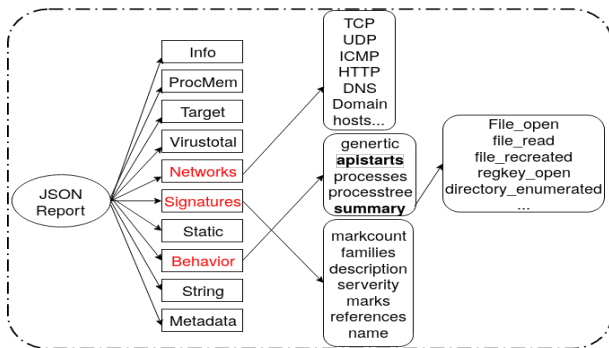 JSON
Report
Info
ProcMem
Target
Virustotal
Networks
Signatures
Static
Behavior
String
Metadata
TCP
UDP
ICMP
HTTP
DNS
Domain
hosts...
genertic
apistarts
processes
processtree
summary
markcount
families
description
serverity
marks
references
name
File_open
file_read
file_recreated
regkey_open
directory_enumerated
...